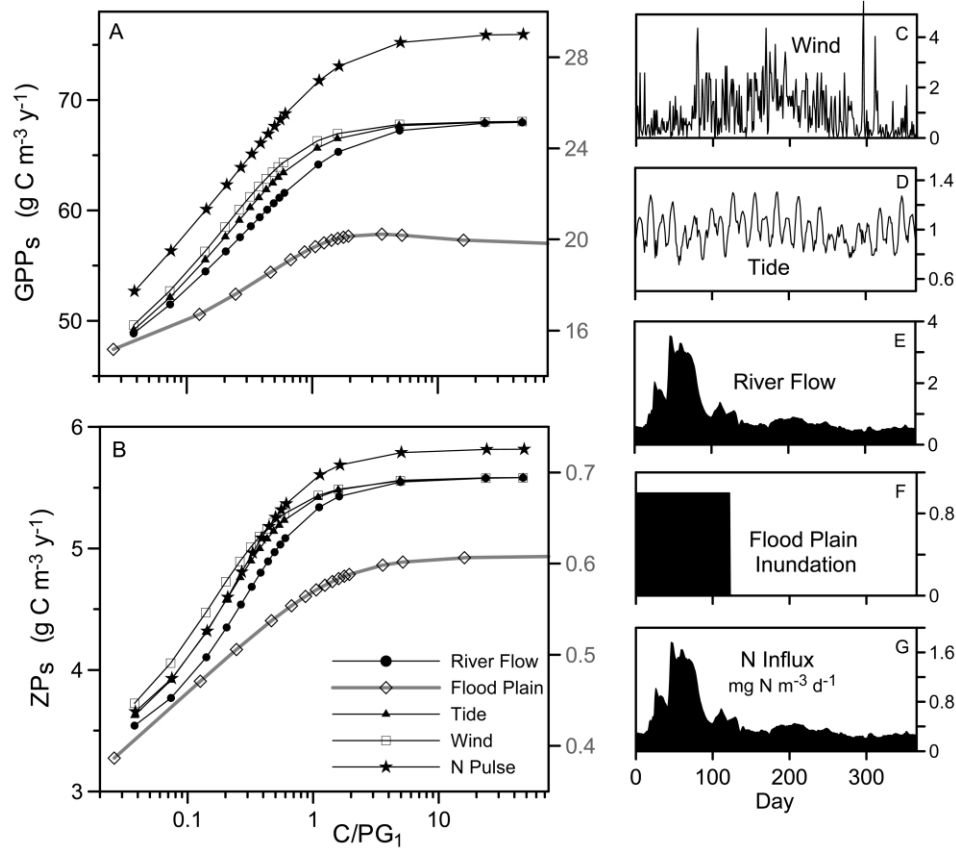 A
75
70
65
60
55
50
GPPs (g C m-3 y-1)
28
24
20
16
B
6
5
4
3
ZPs (g C m-3 y-1)
0.7
0.6
0.5
0.4
River Flow
Flood Plain
Tide
Wind
N Pulse
0.1
1
10
C/PG1
C
Wind
4
2
0
D
Tide
1.4
1
0.6
E
River Flow
4
2
0
F
Flood Plain
Inundation
0.8
0
G
N Influx
mg N m-3 d-1
1.6
0.8
0
0
100
200
300
Day